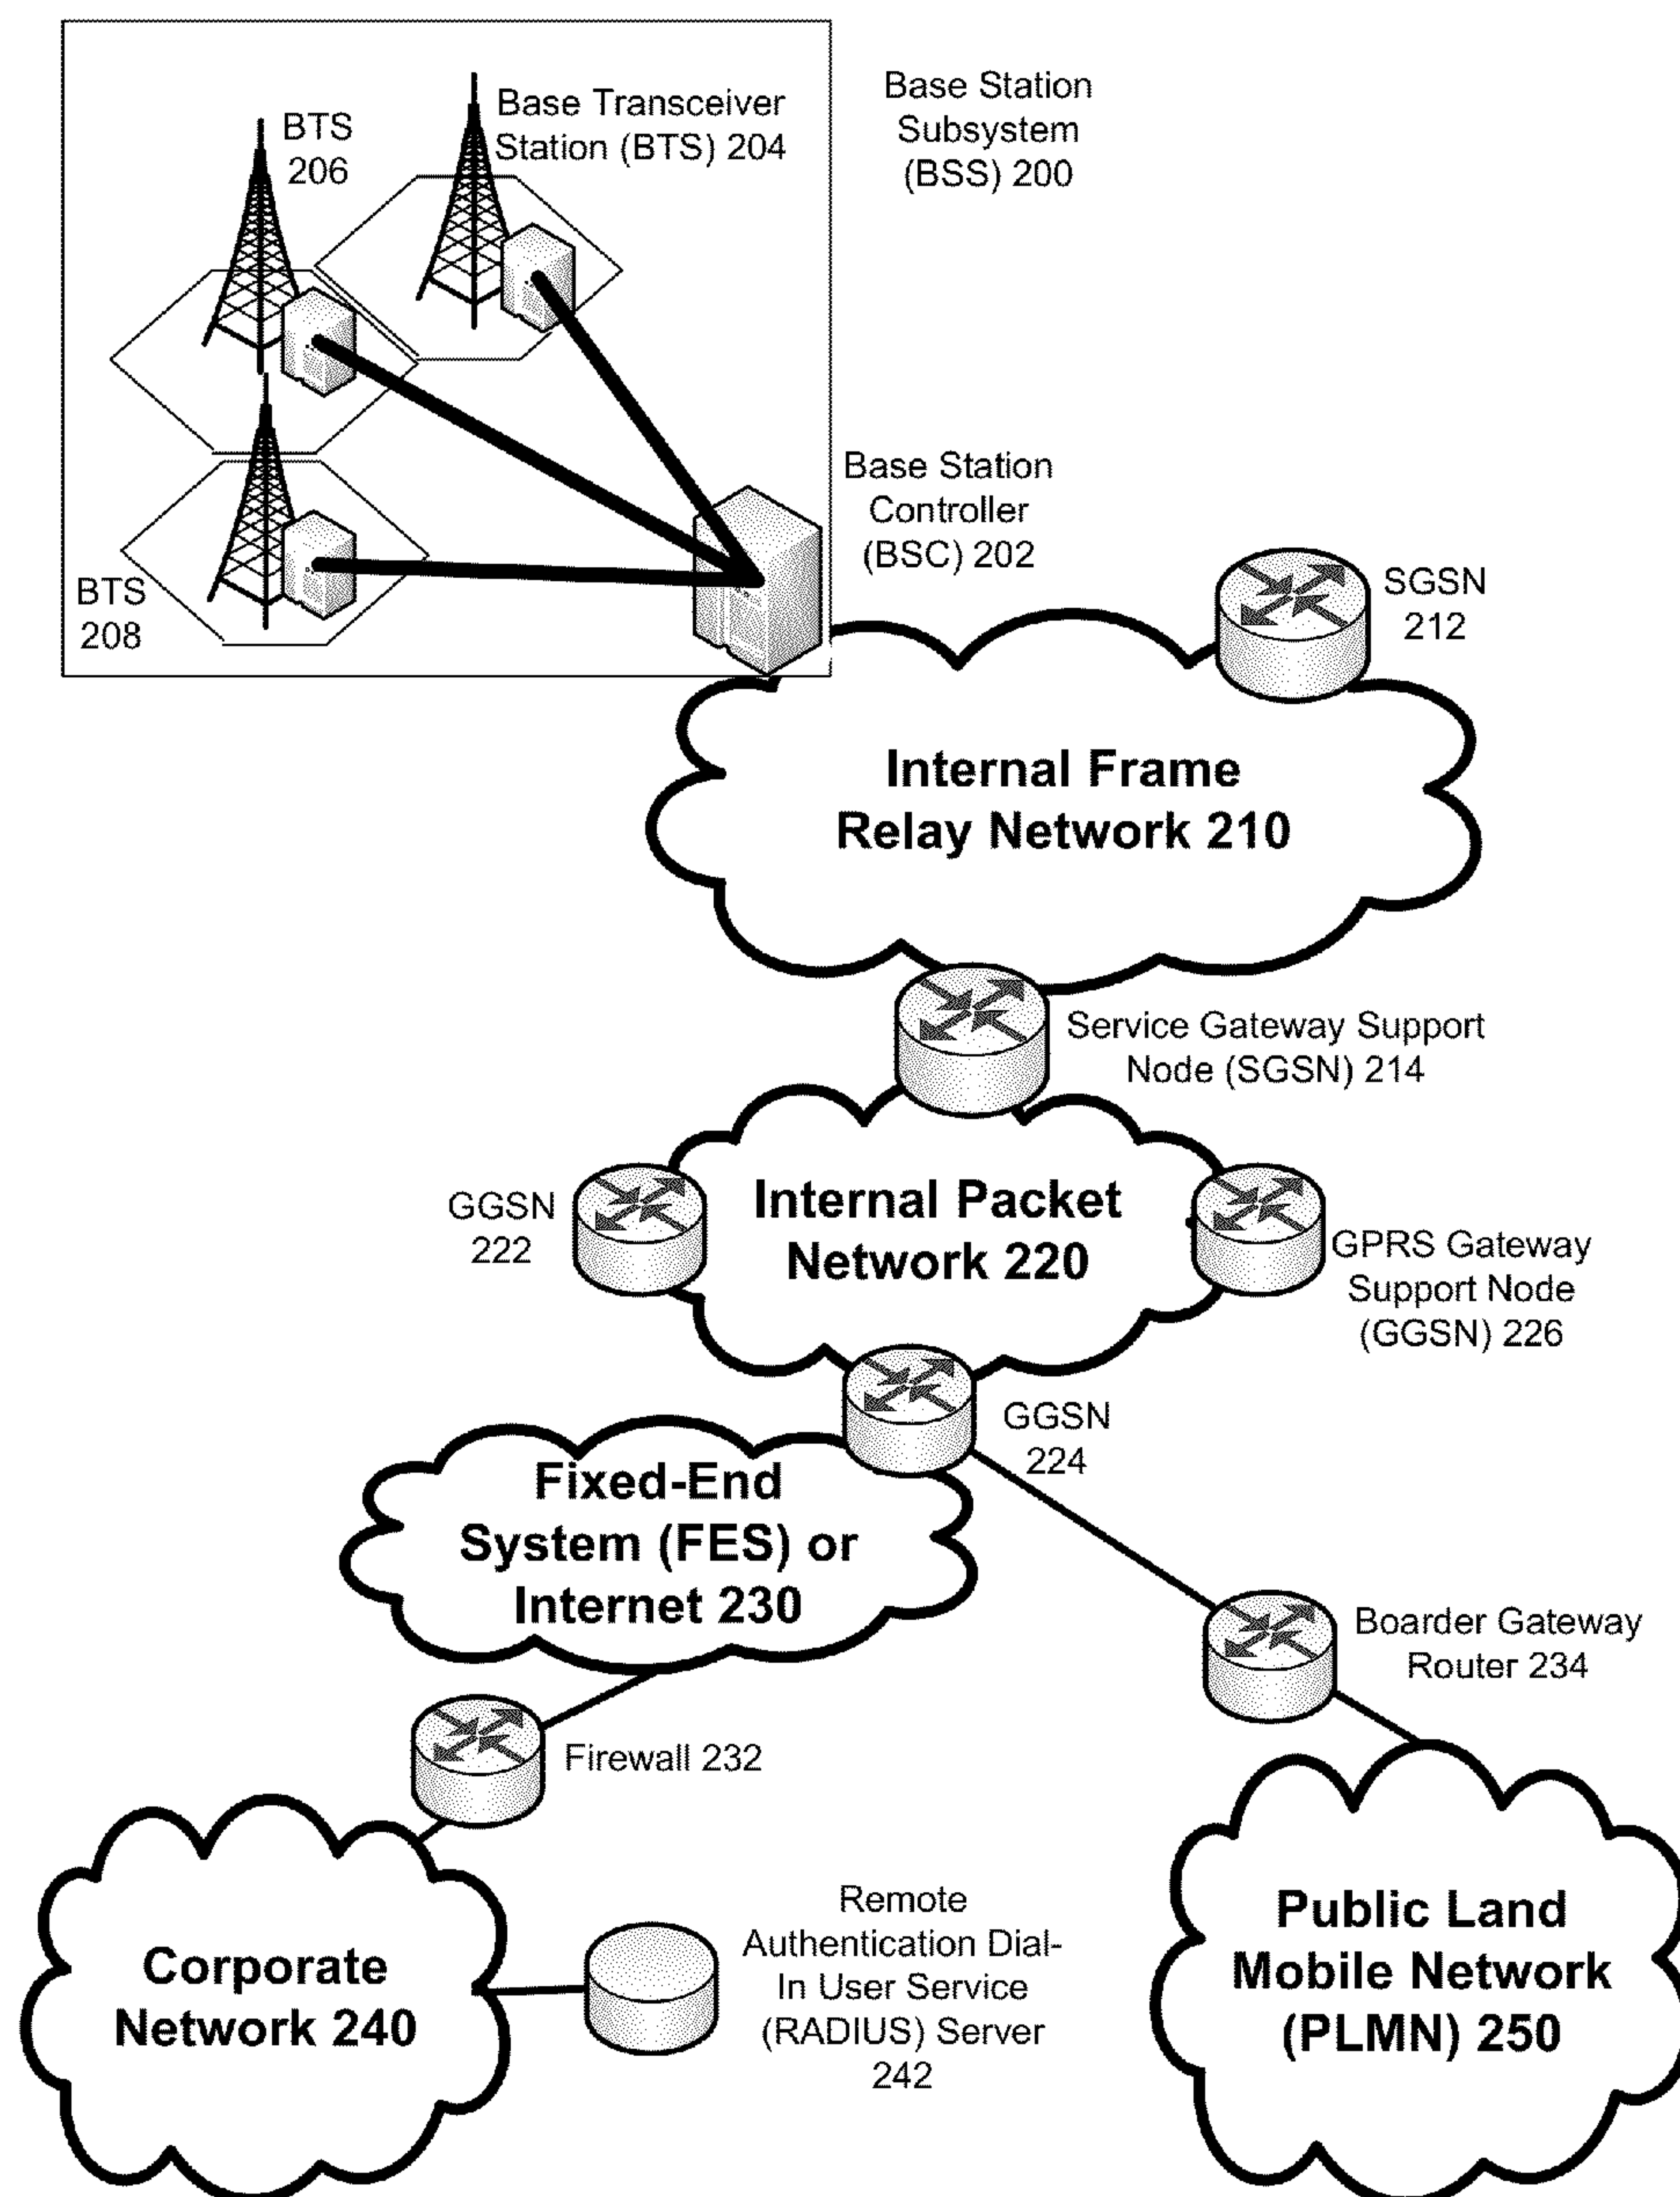 BTS
206
Base Transceiver
Station (BTS) 204
Base Station
Subsystem
(BSS) 200
BTS
208
Base Station
Controller
(BSC) 202
SGSN
212
Internal Frame
Relay Network 210
Service Gateway Support
Node (SGSN) 214
GGSN
222
Internal Packet
Network 220
GPRS Gateway
Support Node
(GGSN) 226
GGSN
224
Fixed-End
System (FES) or
Internet 230
Boarder Gateway
Router 234
Firewall 232
Corporate
Network 240
Remote
Authentication Dial-
In User Service
(RADIUS) Server
242
Public Land
Mobile Network
(PLMN) 250